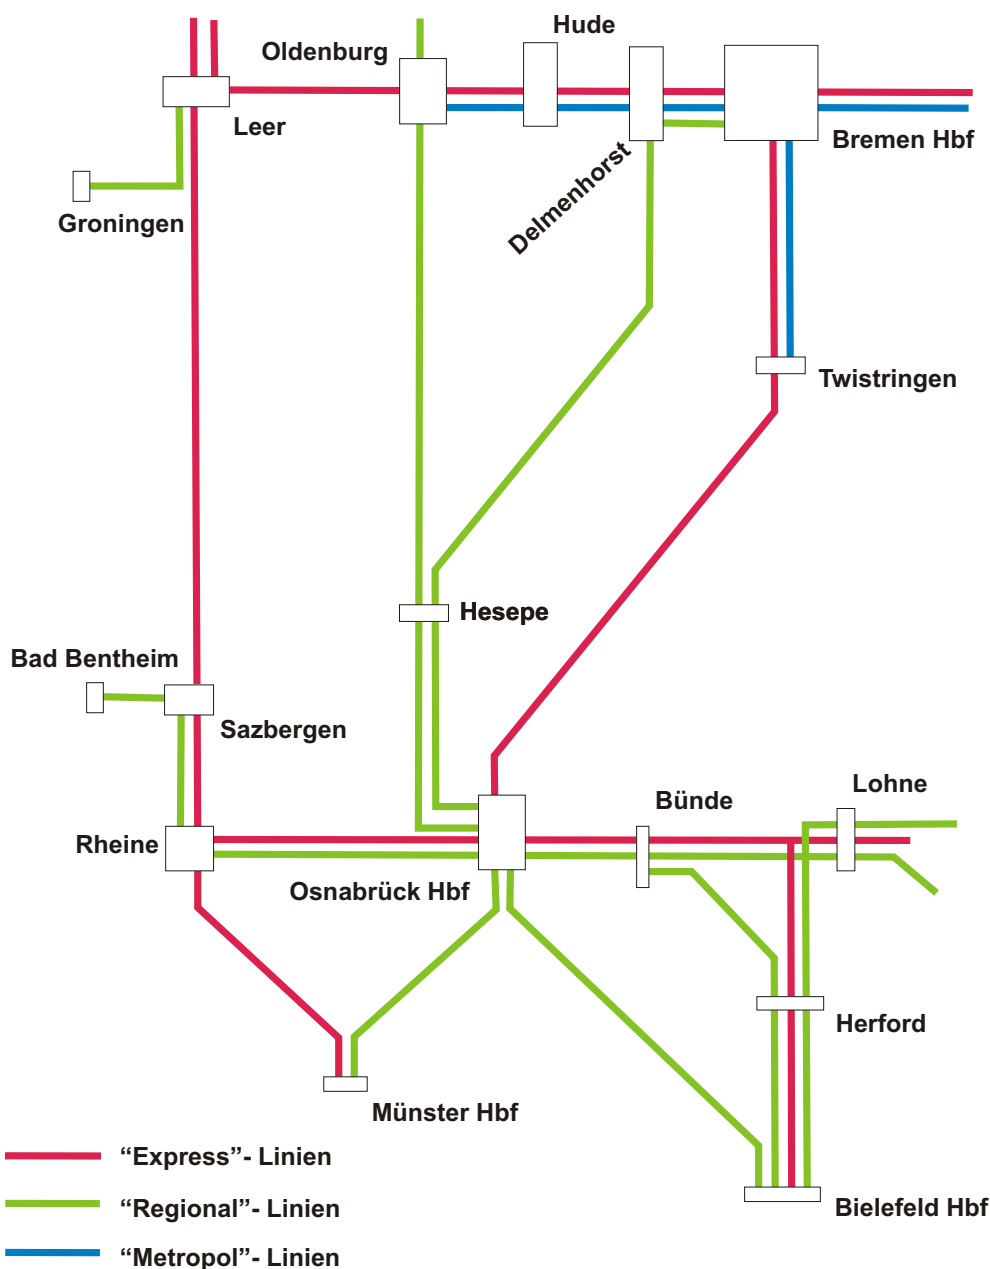 Hude
Oldenburg
Leer
Bremen Hbf
Delmenhorst
Groningen
Twistringen
Hesepe
Bad Bentheim
Sazbergen
Lohne
Bünde
Rheine
Osnabrück Hbf
Herford
Münster Hbf
“Express”- Linien
“Regional”- Linien
Bielefeld Hbf
“Metropol”- Linien